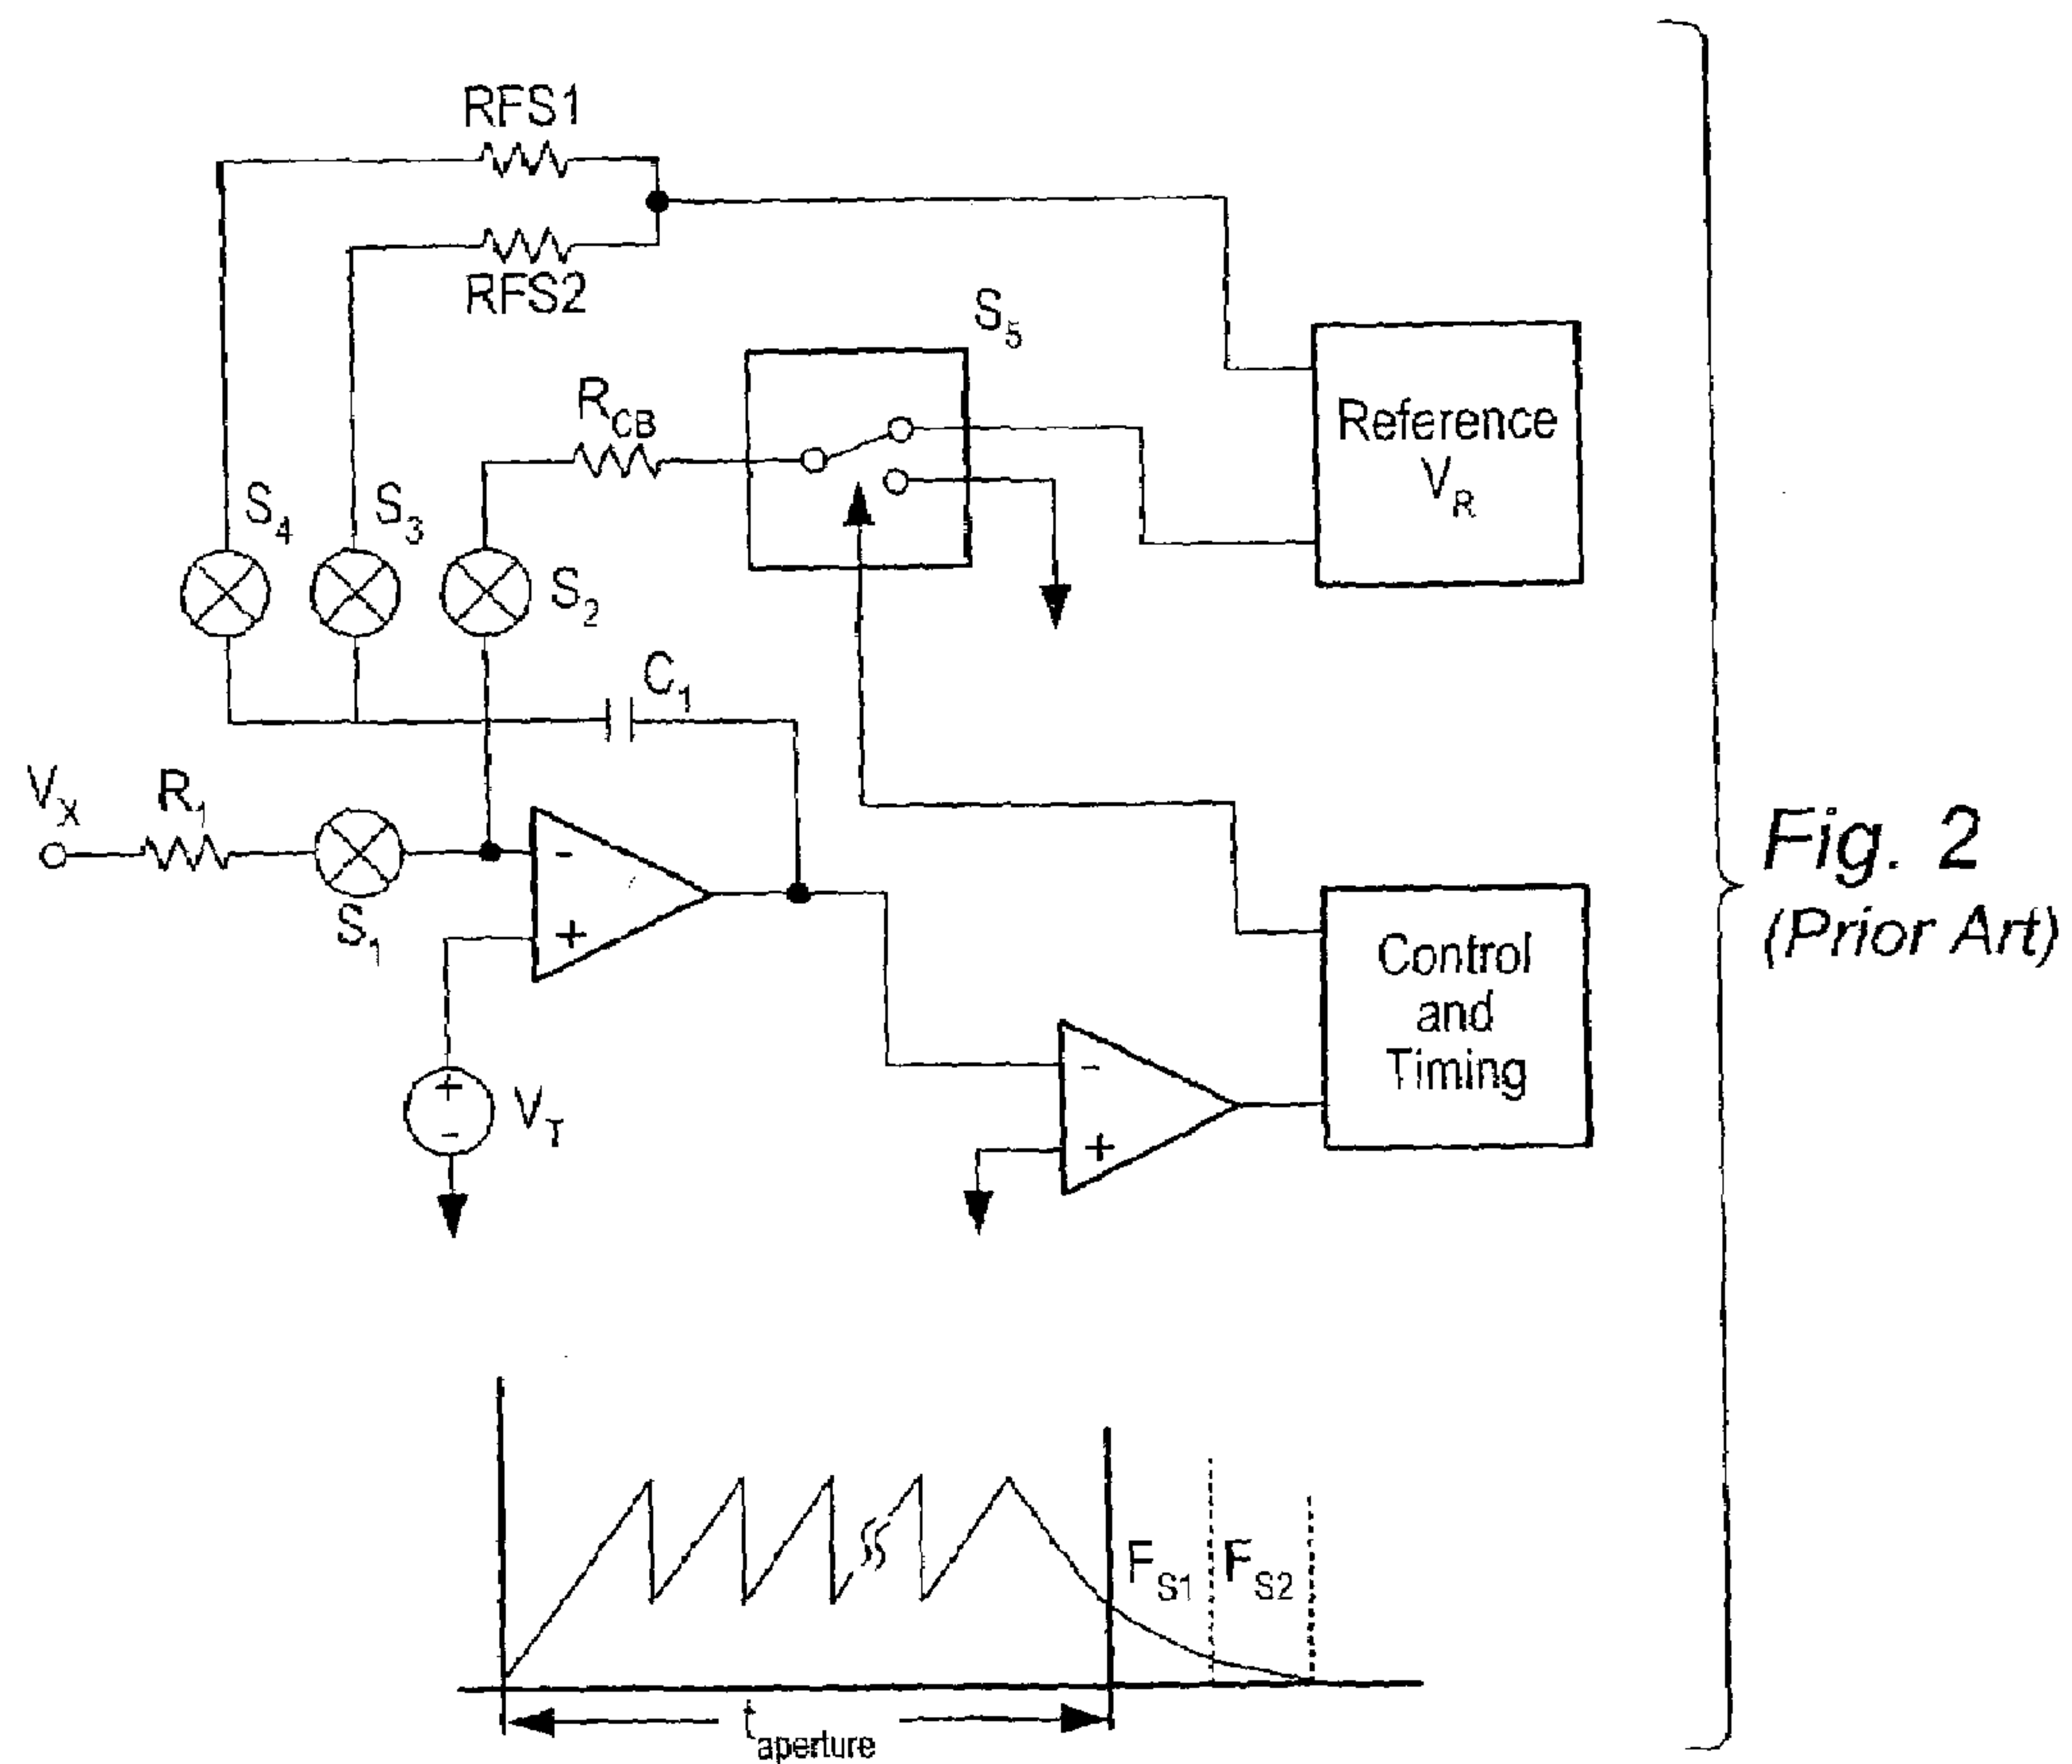 RFS1
RFS2
S5
RCB
Reference
VR
S4
S3
S2
C1
VX
R1
S1
-
+
Fig. 2
(Prior Art)
Control
and
Timing
-
+
+
-
VT
FS1
FS2
taperture